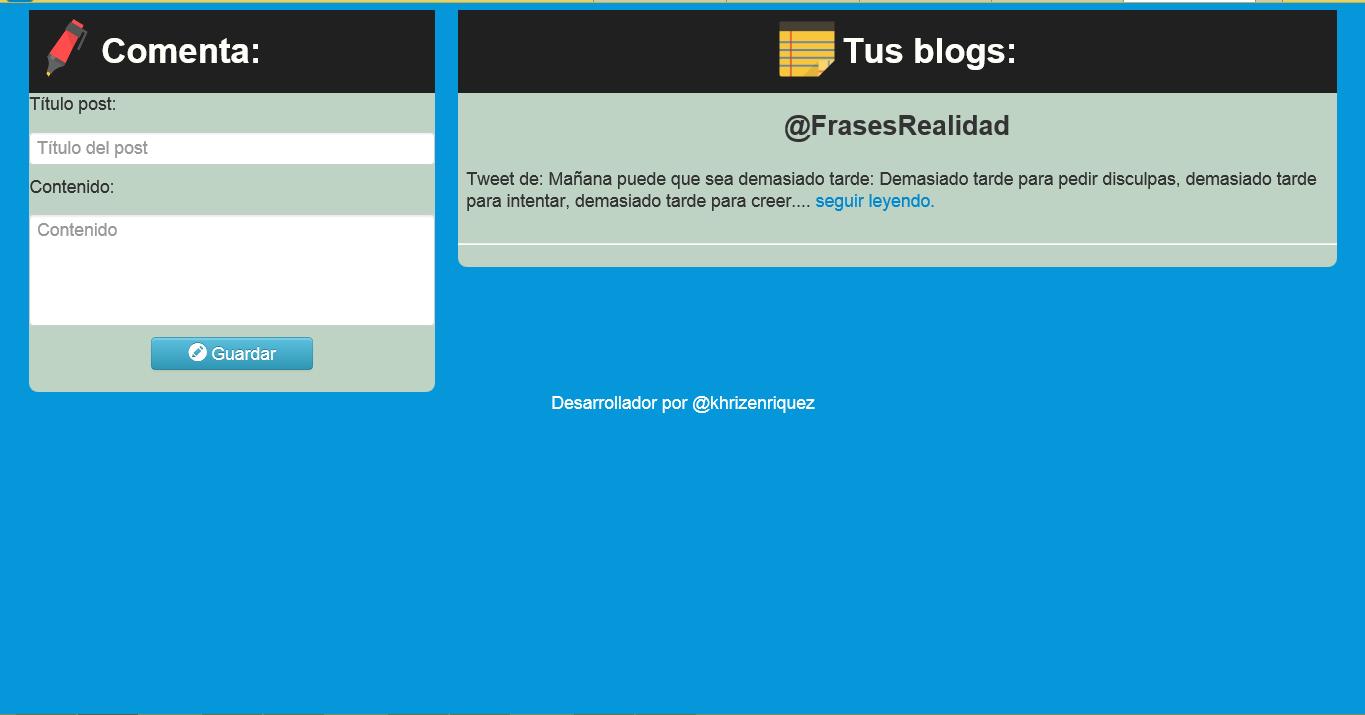 Comenta:
Título post:
Título del post
Contenido:
Contenido
Guardar
Tus blogs:
@FrasesRealidad
Tweet de: Mañana puede que sea demasiado tarde: Demasiado tarde para pedir disculpas, demasiado tarde
para intentar, demasiado tarde para creer.... seguir leyendo.
Desarrollador por @khrizenriquez